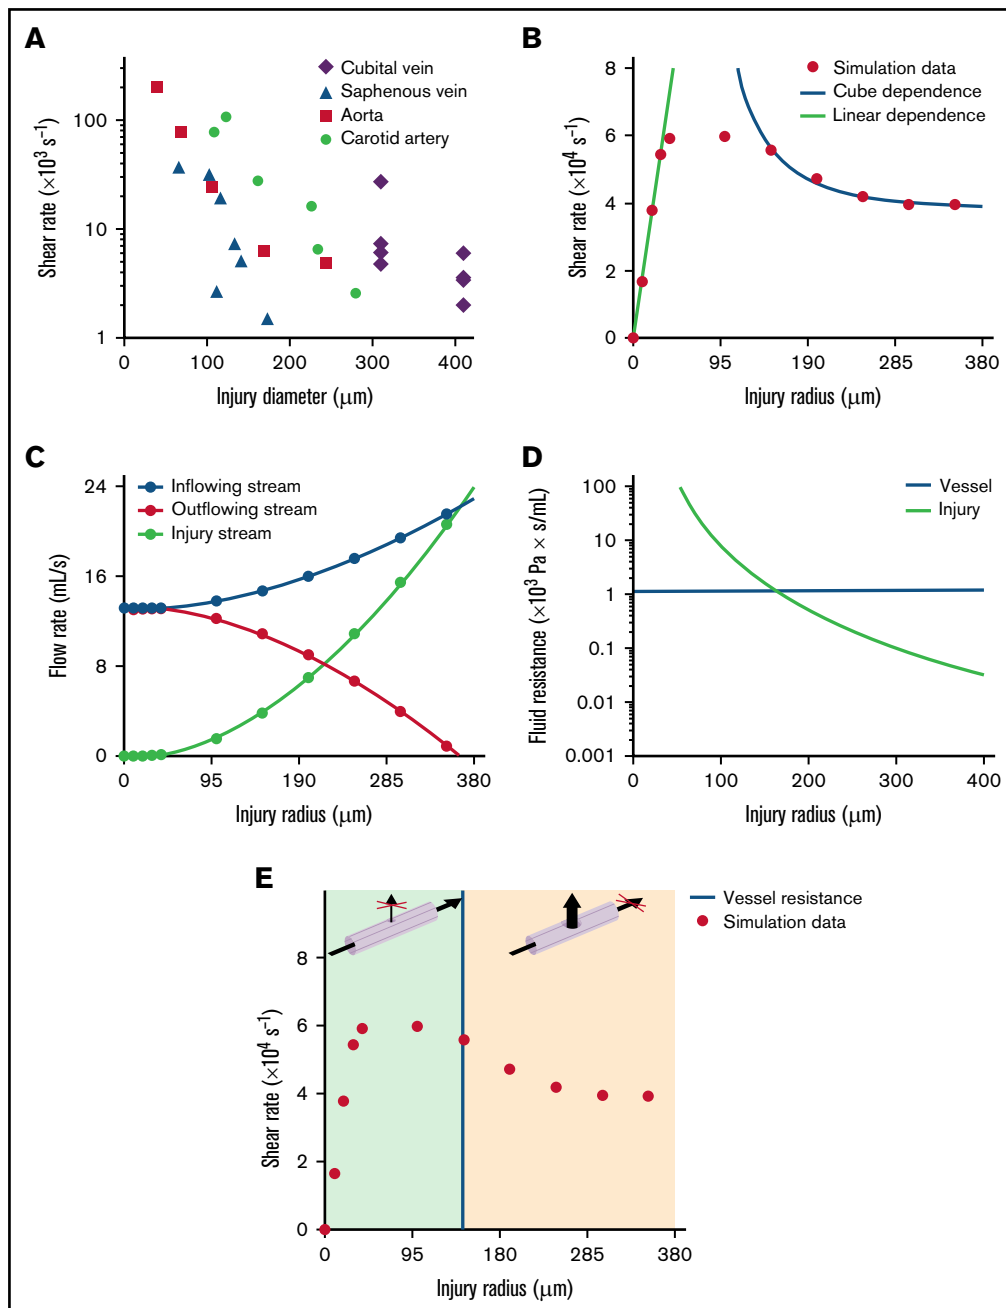 A
Shear rate (×10³ s⁻¹)
100
10
1
0
100
200
300
400
Injury diameter (μm)
Cubital vein
Saphenous vein
Aorta
Carotid artery
B
Shear rate (×10⁴ s⁻¹)
8
6
4
2
0
0
95
190
285
380
Injury radius (μm)
Simulation data
Cube dependence
Linear dependence
C
Flow rate (mL/s)
24
16
8
0
0
95
190
285
380
Injury radius (μm)
Inflowing stream
Outflowing stream
Injury stream
D
Fluid resistance (×10³ Pa × s/mL)
100
10
1
0.1
0.01
0.001
0
100
200
300
400
Injury radius (μm)
Vessel
Injury
E
Shear rate (×10⁴ s⁻¹)
8
6
4
2
0
0
95
180
285
380
Injury radius (μm)
Vessel resistance
Simulation data